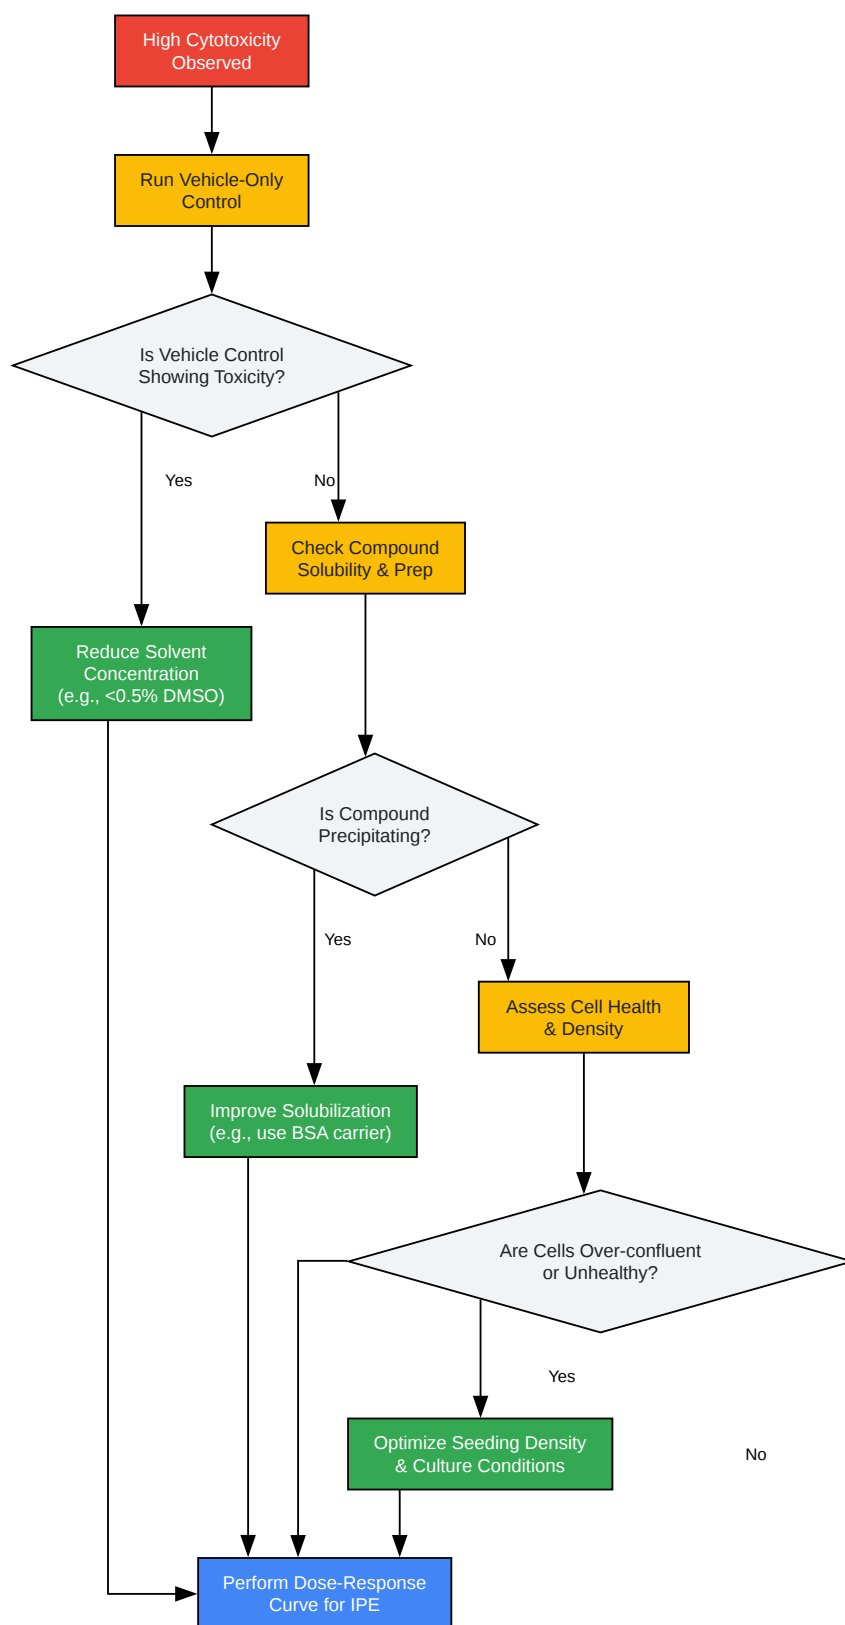 High Cytotoxicity
Observed
Run Vehicle-Only
Control
Is Vehicle Control
Showing Toxicity?
Yes
No
Check Compound
Solubility & Prep
Reduce Solvent
Concentration
(e.g., <0.5% DMSO)
Is Compound
Precipitating?
Yes
No
Assess Cell Health
& Density
Improve Solubilization
(e.g., use BSA carrier)
Are Cells Over-confluent
or Unhealthy?
Yes
Optimize Seeding Density
& Culture Conditions
No
Perform Dose-Response
Curve for IPE